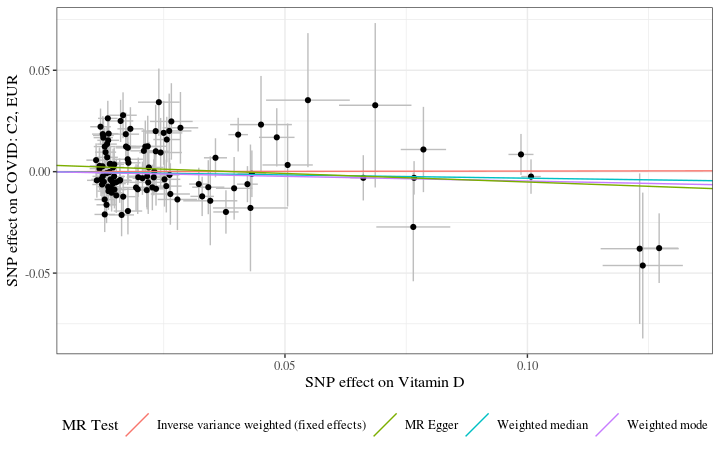 SNP effect on COVID: C2, EUR
0.05
0.00
-0.05
0.05
0.10
SNP effect on Vitamin D
MR Test
Inverse variance weighted (fixed effects)
MR Egger
Weighted median
Weighted mode